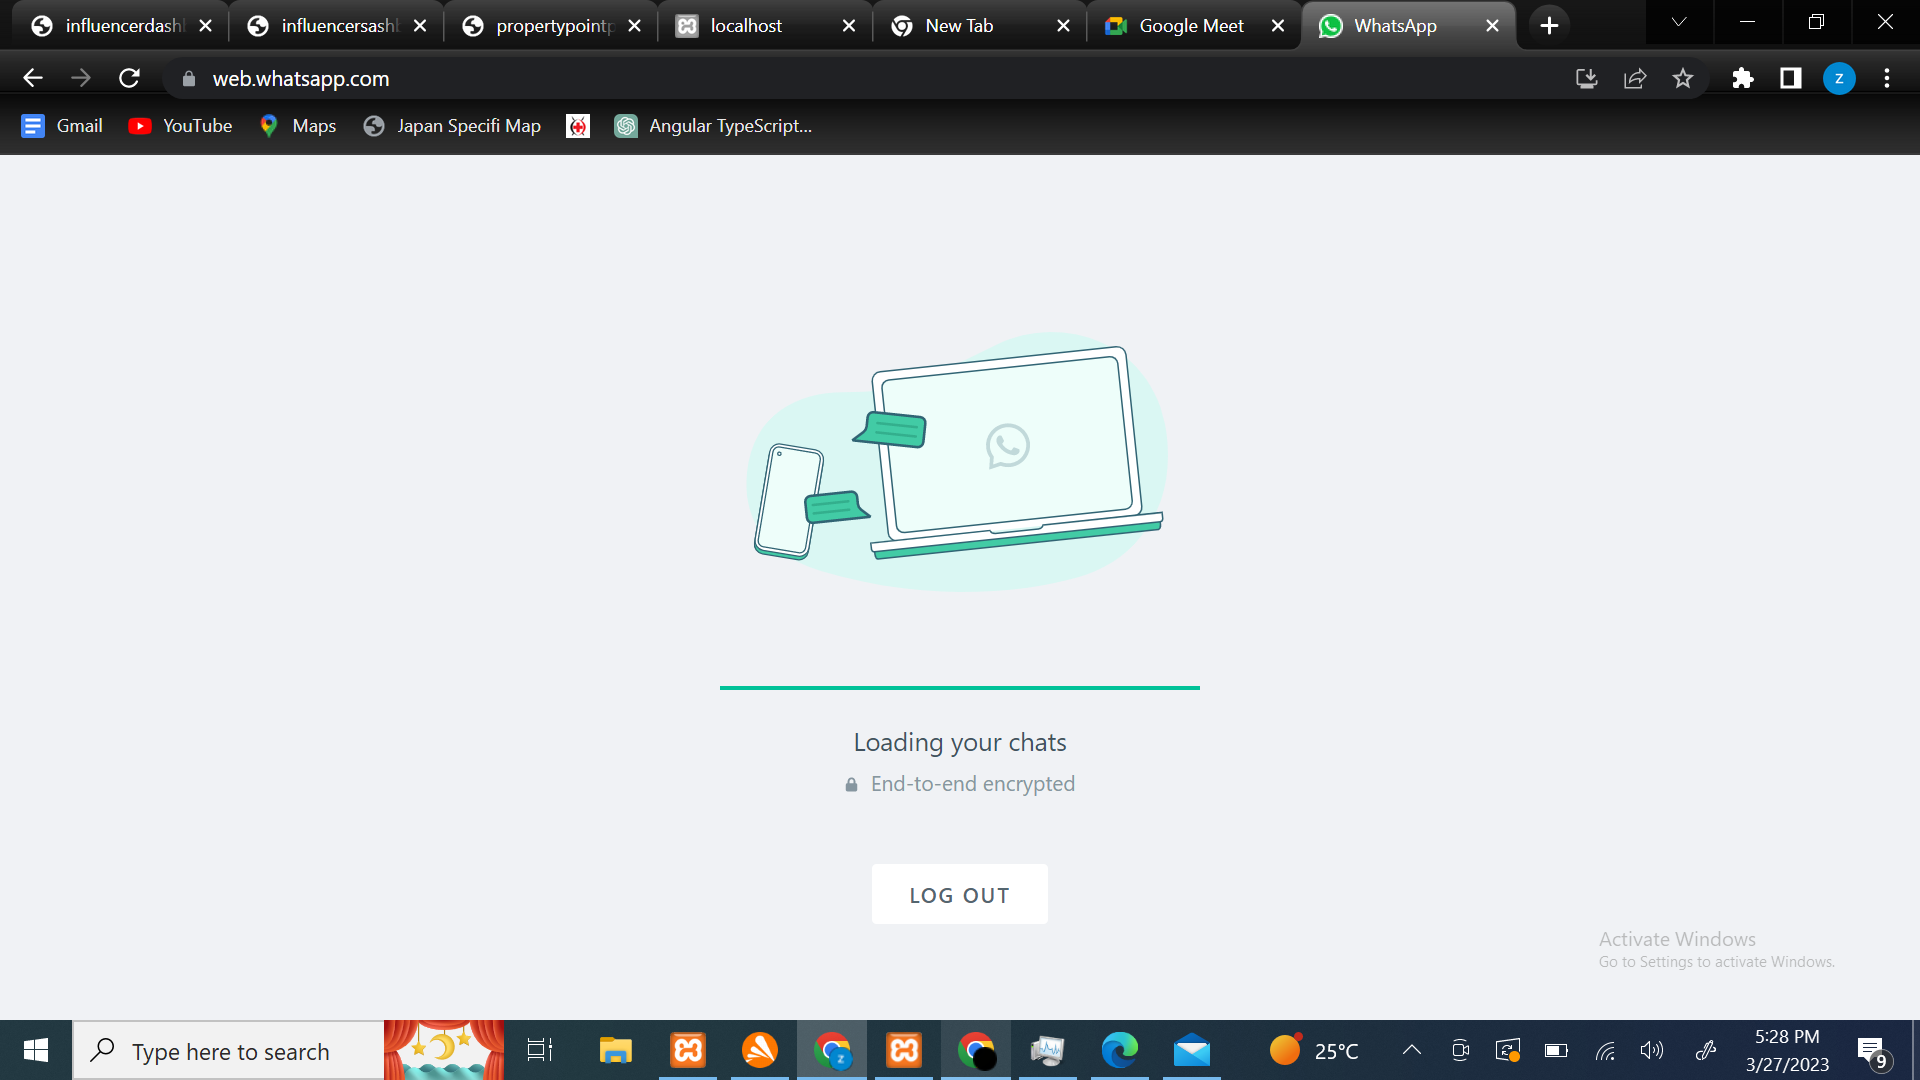 influencerdash
influencersash
propertypointp
localhost
New Tab
Google Meet
WhatsApp
web.whatsapp.com
z
Gmail
YouTube
Maps
Japan Specifi Map
Angular TypeScript...
Loading your chats
End-to-end encrypted
LOG OUT
Activate Windows
Go to Settings to activate Windows.
Type here to search
z
25°C
5:28 PM
3/27/2023
9